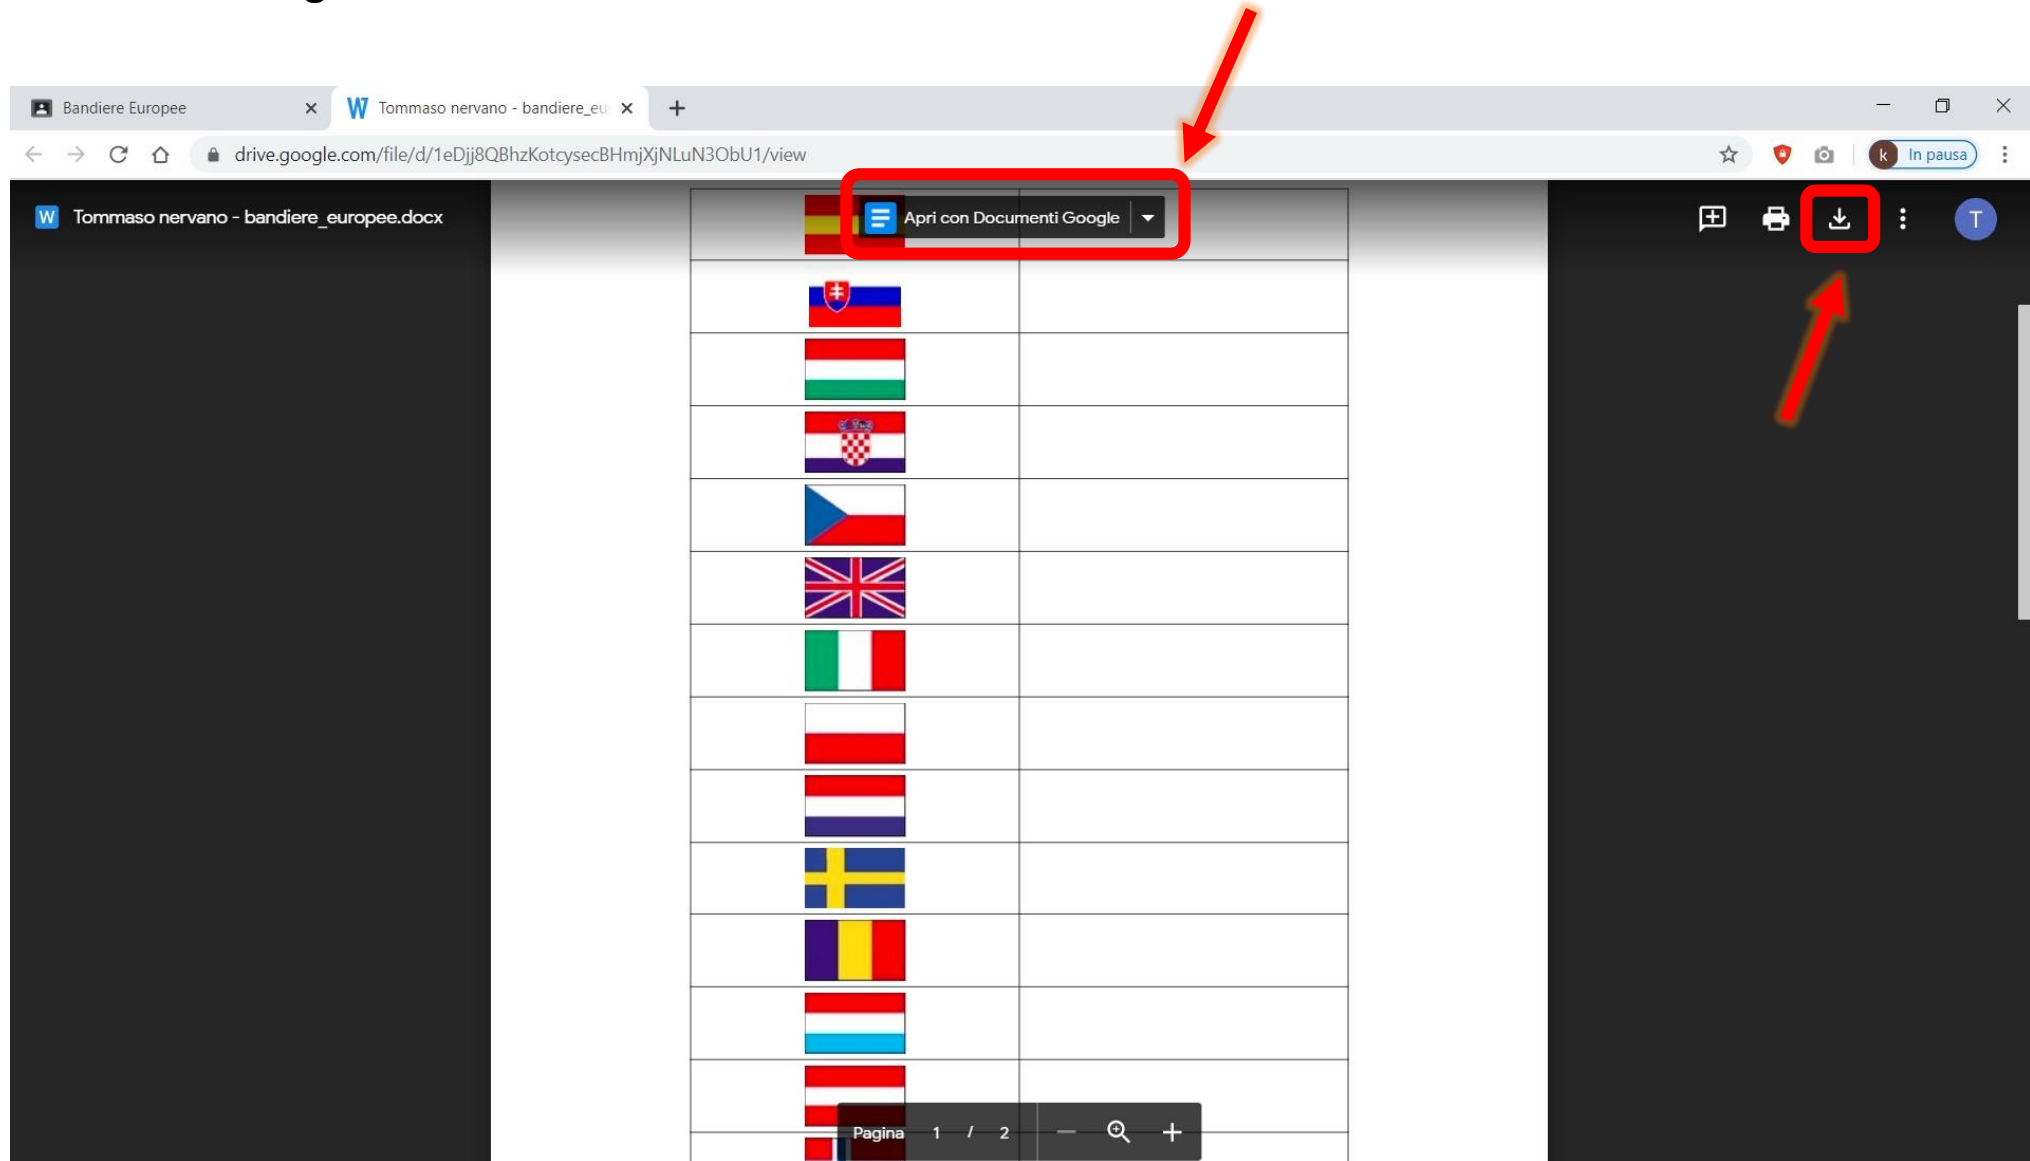 Bandiere Europee
Tommaso nervano - bandiere_eu
drive.google.com/file/d/1eDjj8QBhzKotcysecBHmjXjNLuN3ObU1/view
k In pausa
W Tommaso nervano - bandiere_europee.docx
Apri con Documenti Google
T
Pagina 1 / 2